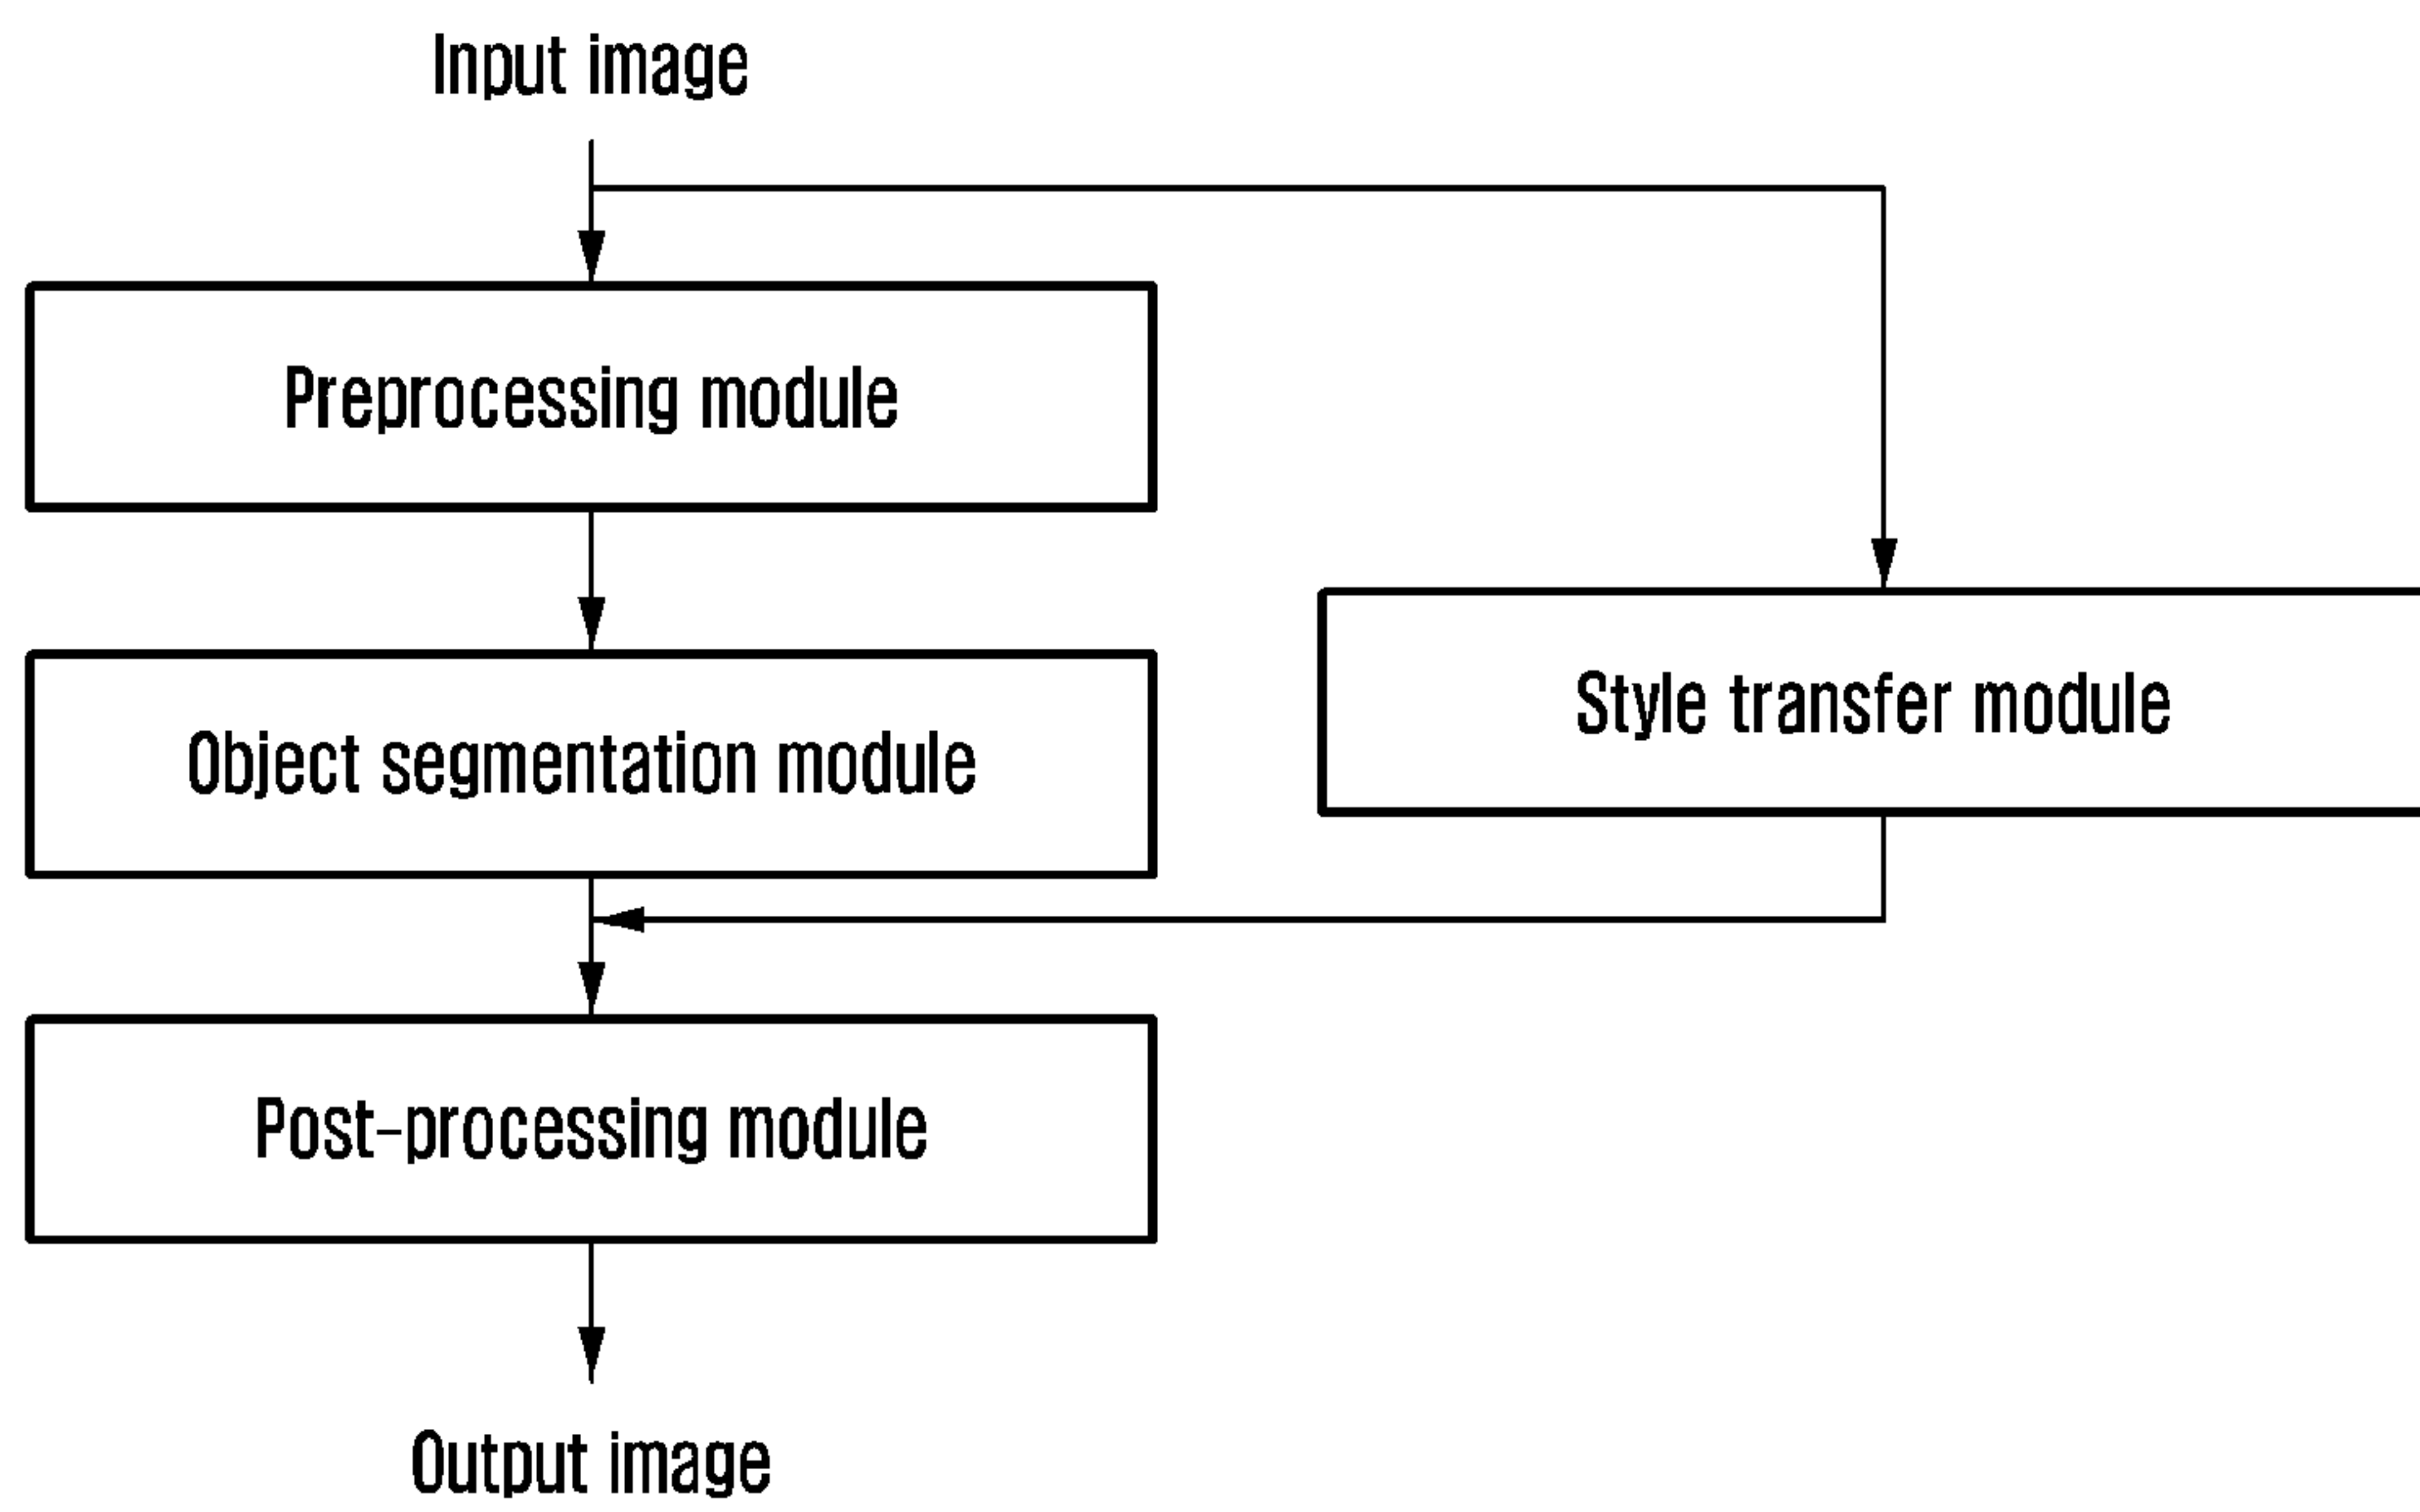 Input image
Preprocessing module
Object segmentation module
Style transfer module
Post-processing module
Output image